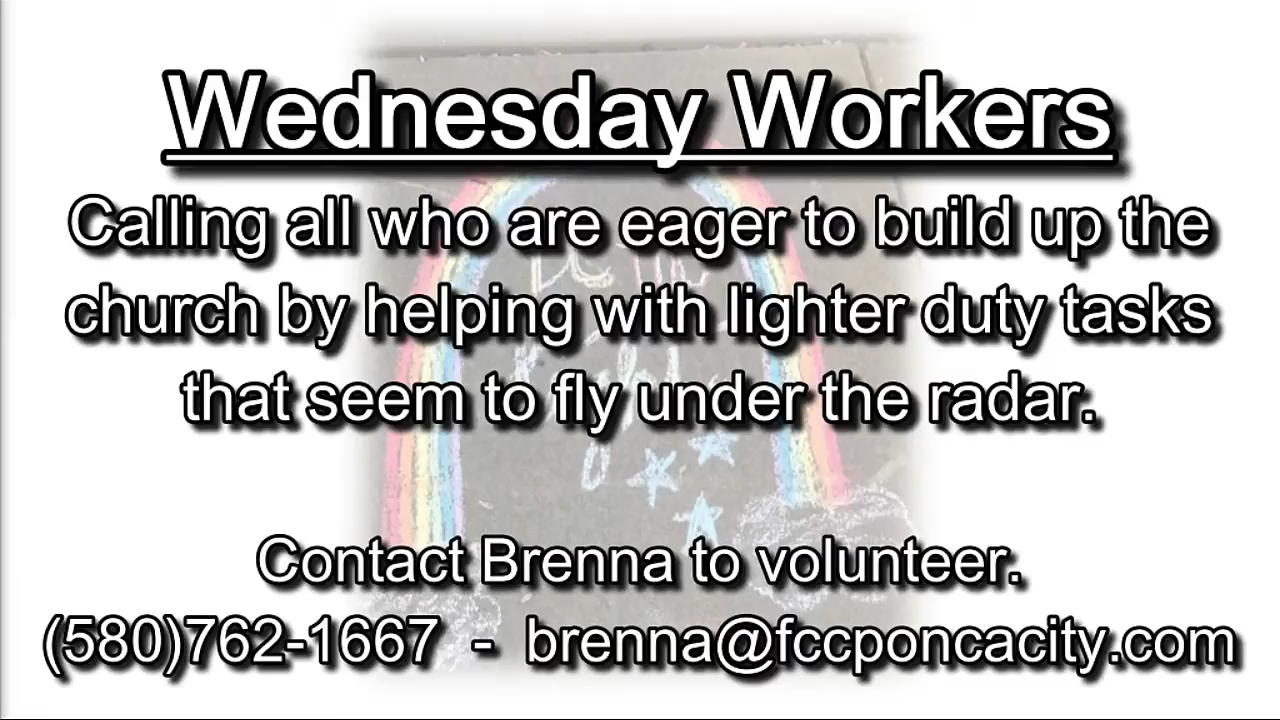 Wednesday Workers
Calling all who are eager to build up the
church by helping with lighter duty tasks
that seem to fly under the radar.
Contact Brenna to volunteer.
(580)762-1667 - brenna@fccponcacity.com